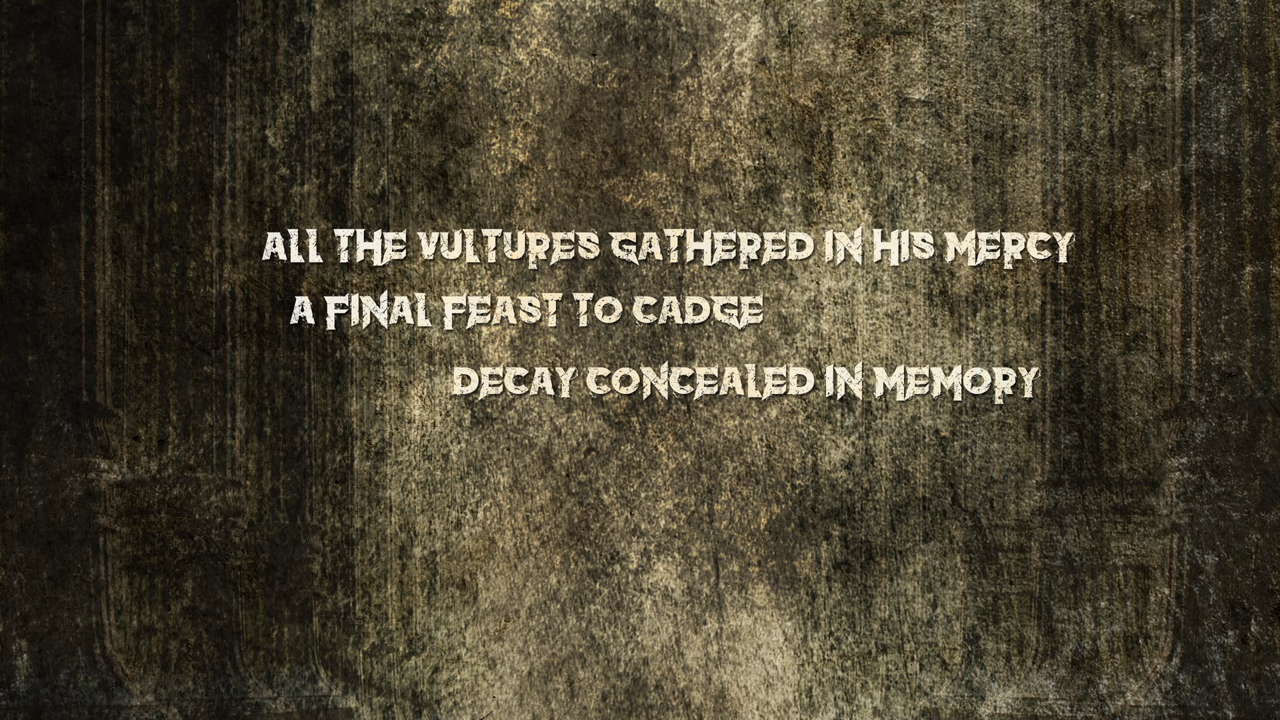 ALL THE VULTURES GATHERED IN HIS MERCY
A FINAL FEAST TO CADGE
DECAY CONCEALED IN MEMORY